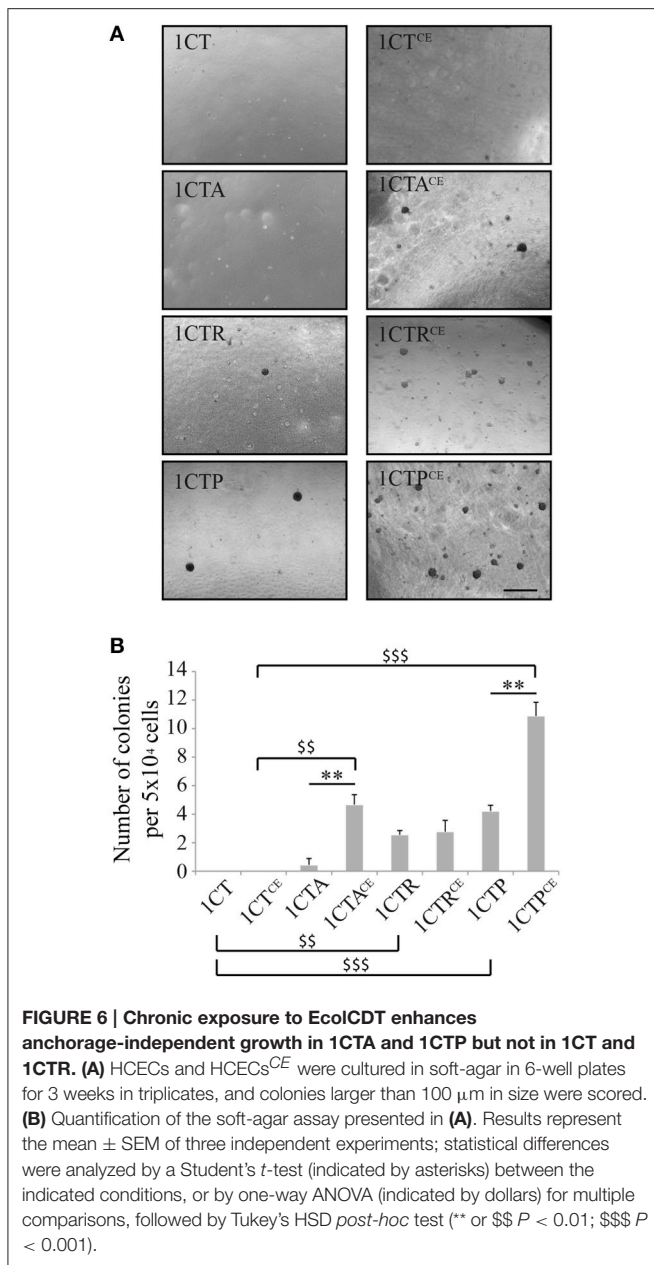 A
1CT
1CT^CE
1CTA
1CTA^CE
1CTR
1CTR^CE
1CTP
1CTP^CE
B
$$$
14
**
12
10
$$
8
**
6
4
2
0
Number of colonies
per 5x10⁴ cells
1CT
1CT^CE
1CTA
1CTA^CE
1CTR
1CTR^CE
1CTP
1CTP^CE
$$
$$$
FIGURE 6 | Chronic exposure to EcolCDT enhances
anchorage-independent growth in 1CTA and 1CTP but not in 1CT and
1CTR. (A) HCECs and HCECs^CE were cultured in soft-agar in 6-well plates
for 3 weeks in triplicates, and colonies larger than 100 μm in size were scored.
(B) Quantification of the soft-agar assay presented in (A). Results represent
the mean ± SEM of three independent experiments; statistical differences
were analyzed by a Student's t-test (indicated by asterisks) between the
indicated conditions, or by one-way ANOVA (indicated by dollars) for multiple
comparisons, followed by Tukey's HSD post-hoc test (** or $$ P < 0.01; $$$ P
< 0.001).